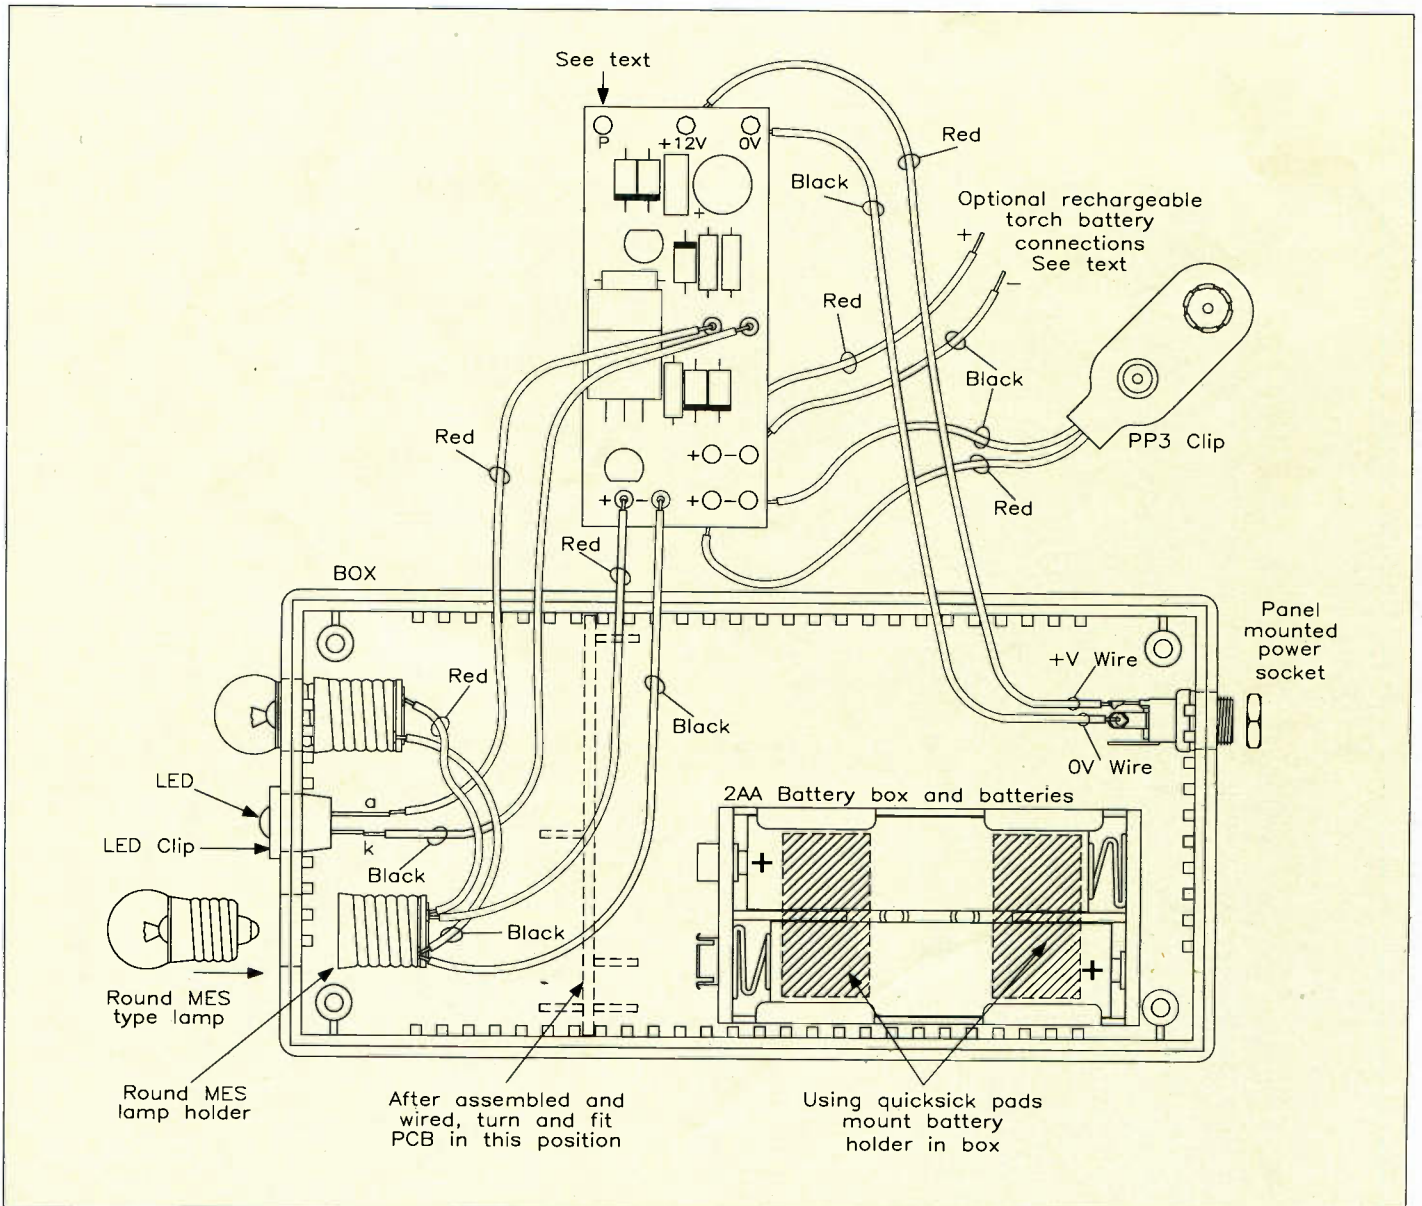 See text
P
+12V
0V
+
Red
Black
Optional rechargeable
torch battery
connections
See text
+
−
Red
Black
PP3 Clip
Red
+ −
+ − + −
Red
Red
BOX
Panel
mounted
power
socket
+V Wire
Red
Black
0V Wire
LED
a
2AA Battery box and batteries
LED Clip
k
Black
+
Black
+
Round MES
type lamp
Round MES
lamp holder
After assembled and
wired, turn and fit
PCB in this position
Using quicksick pads
mount battery
holder in box